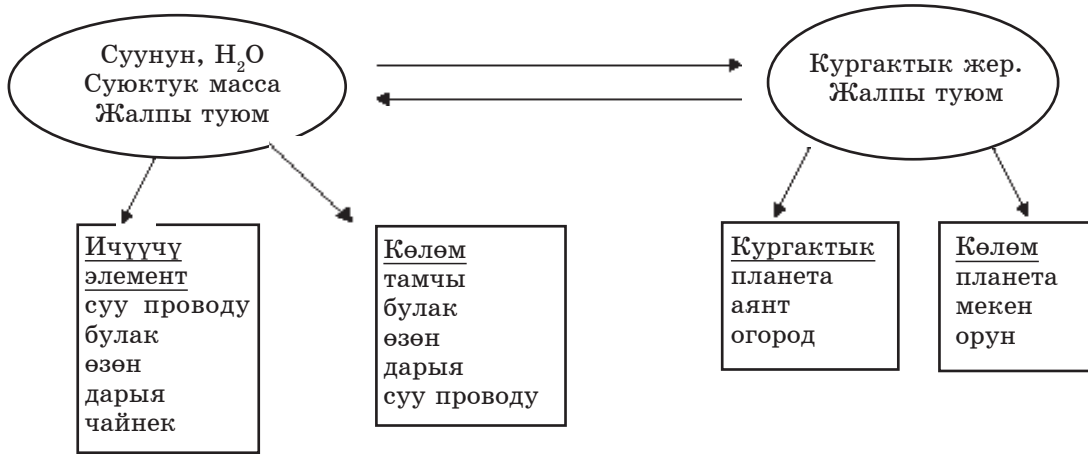 Суунун, H₂O
Суюктук масса
Жалпы туюм
Кургактык жер.
Жалпы туюм
Ичүүчү
элемент
суу проводу
булак
өзөн
дарыя
чайнек
Көлөм
тамчы
булак
өзөн
дарыя
суу проводу
Кургактык
планета
аянт
огород
Көлөм
планета
мекен
орун